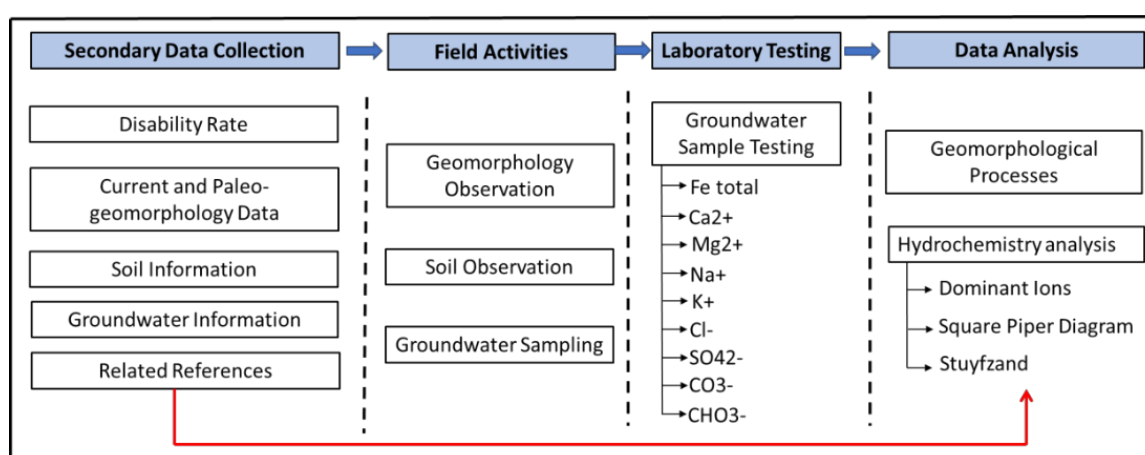 Secondary Data Collection
Field Activities
Laboratory Testing
Data Analysis
Disability Rate
Current and Paleo-
geomorphology Data
Soil Information
Groundwater Information
Related References
Geomorphology
Observation
Soil Observation
Groundwater Sampling
Groundwater
Sample Testing
Fe total
Ca2+
Mg2+
Na+
K+
Cl-
SO42-
CO3-
CHO3-
Geomorphological
Processes
Hydrochemistry analysis
Dominant Ions
Square Piper Diagram
Stuyfzand